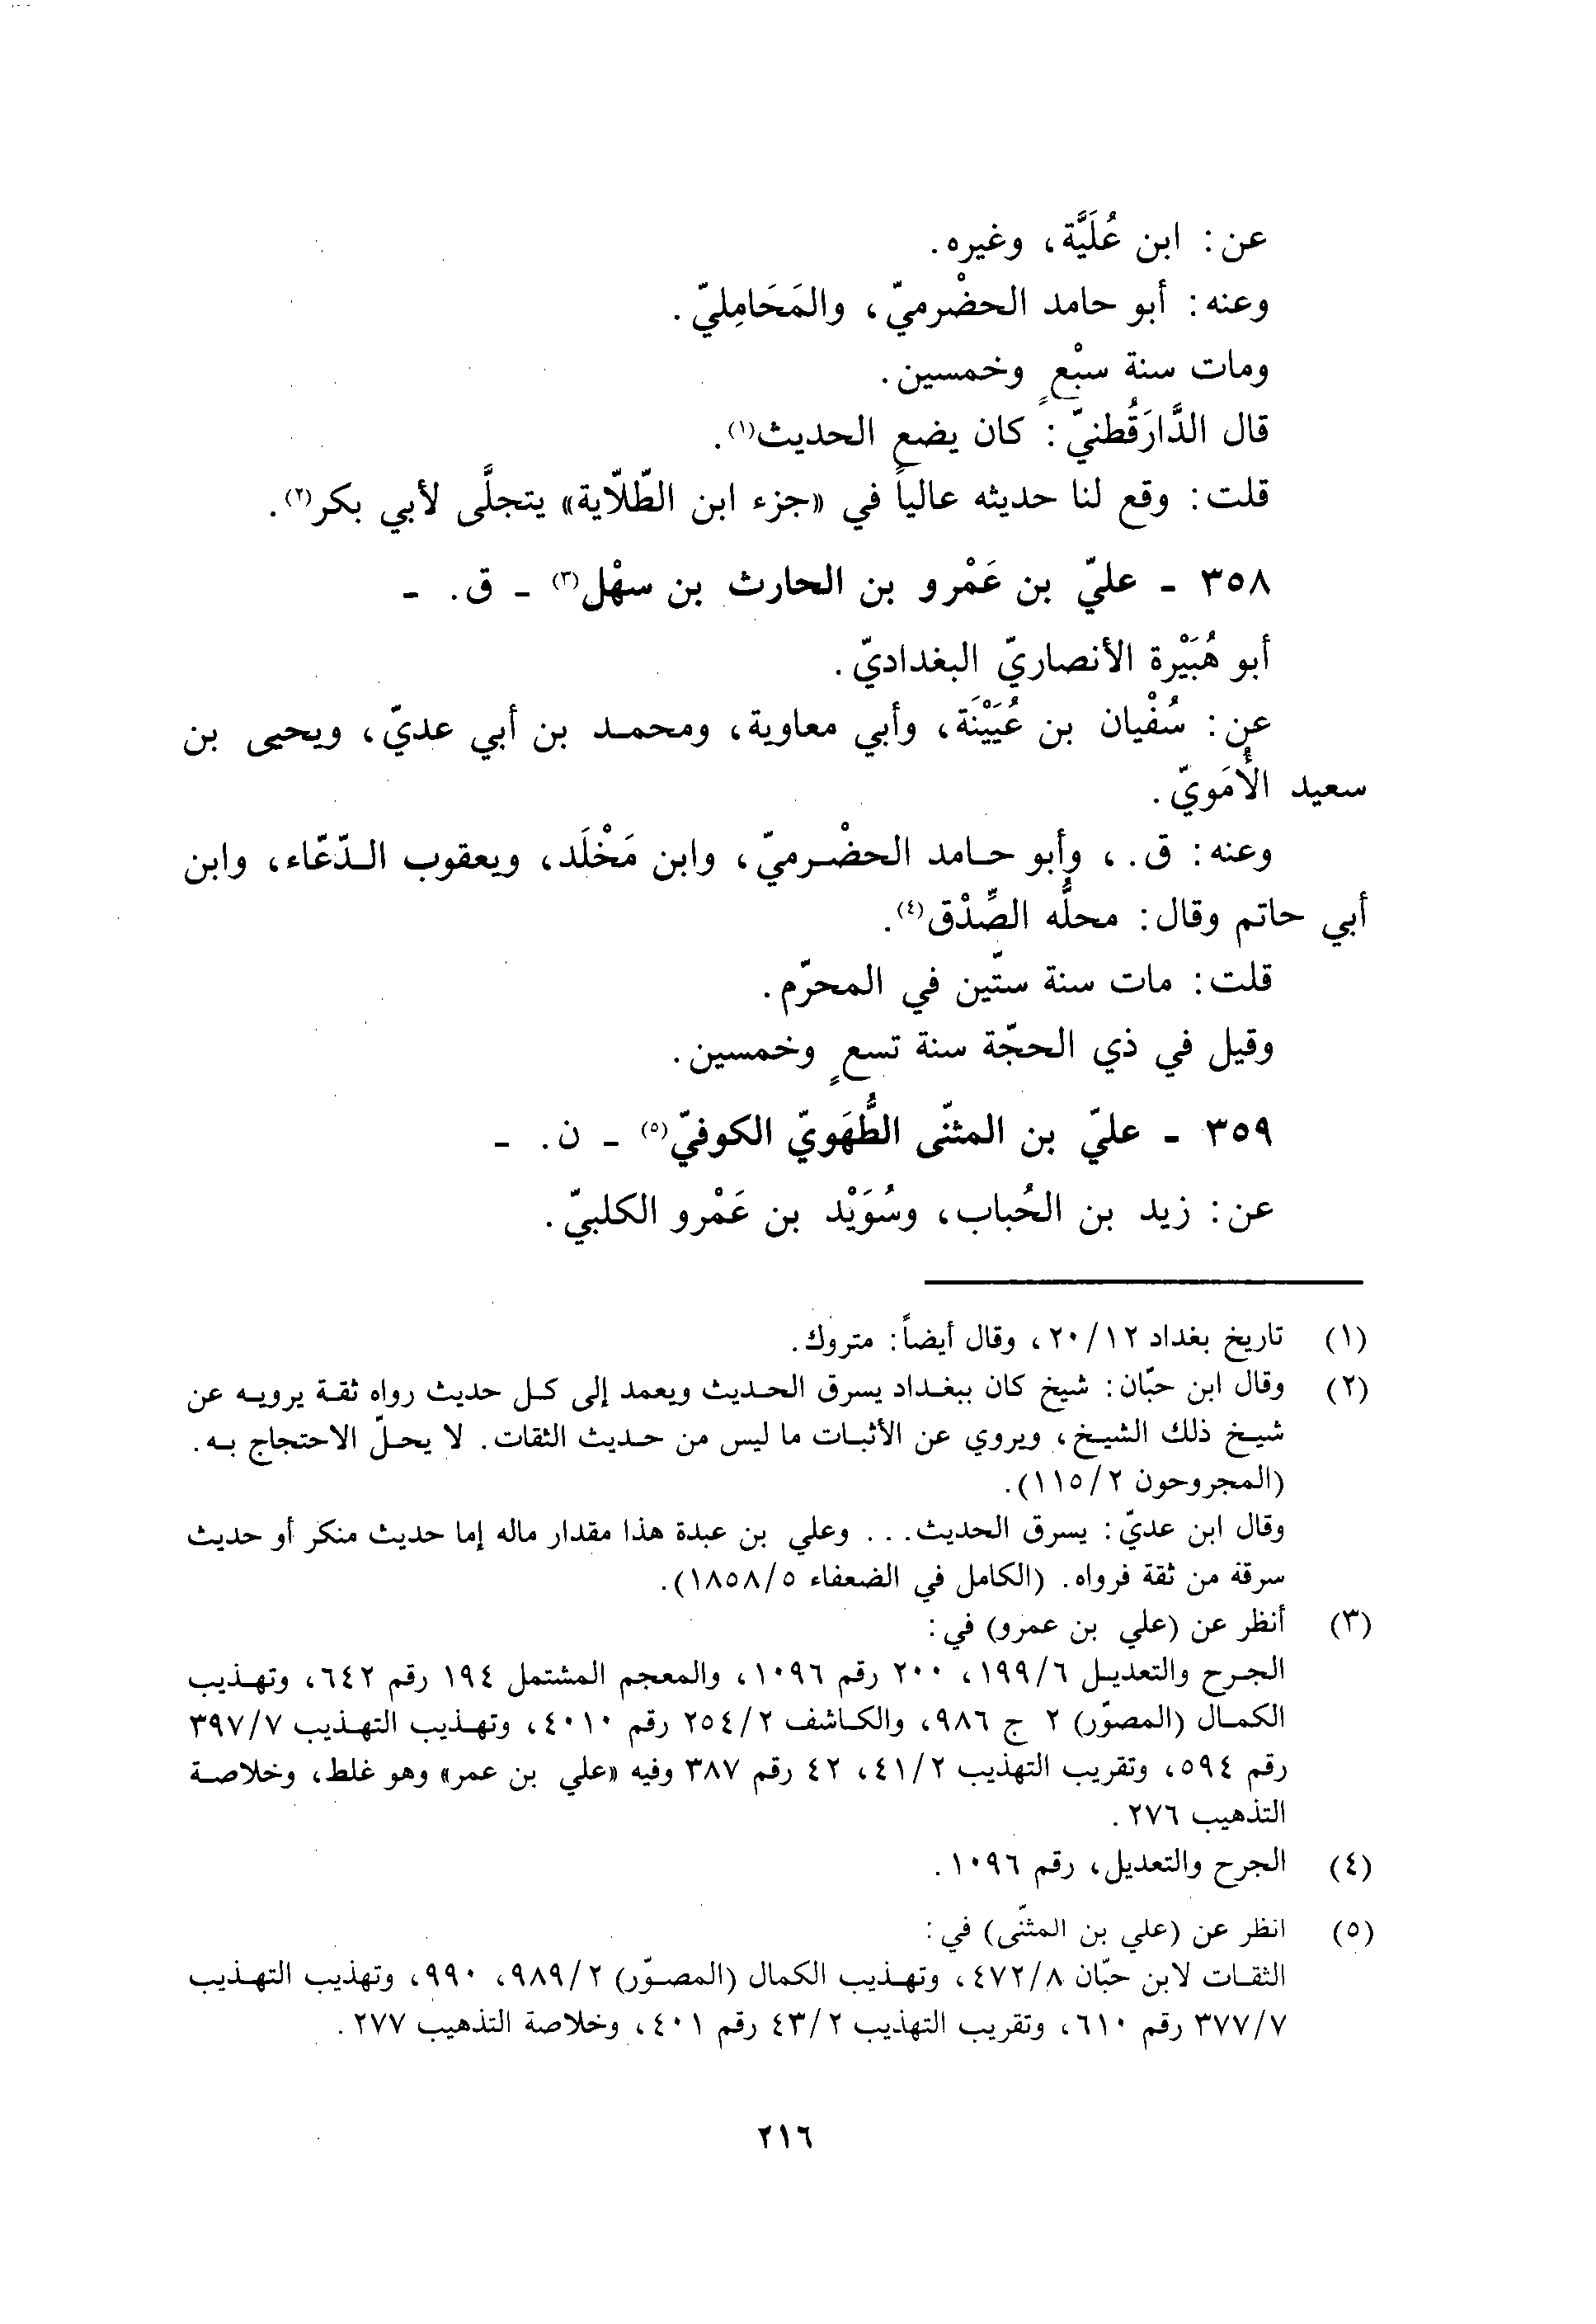 عن: ابن عُلَيَّة، وغيره.
وعنه: أبو حامد الحضْرميّ، والمَحَامِليّ.
ومات سنة سبْعٍ وخمسين.
قال الدَّارَقُطنيّ: كان يضع الحديث(١).
قلت: وقع لنا حديثه عالياً في «جزء ابن الطّلّاية» يتجلَّى لأبي بكر(٢).
٣٥٨ - عليّ بن عَمْرو بن الحارث بن سهْل(٣) - ق. -
أبو هُبَيْرة الأنصاريّ البغداديّ.
عن: سُفْيان بن عُيَيْنَة، وأبي معاوية، ومحمد بن أبي عديّ، ويحيى بن
سعيد الأُمَويّ.
وعنه: ق.، وأبو حامد الحضْرميّ، وابن مَخْلَد، ويعقوب الدّعّاء، وابن
أبي حاتم وقال: محلُّه الصِّدْق(٤).
قلت: مات سنة ستّين في المحرّم.
وقيل في ذي الحجّة سنة تسعٍ وخمسين.
٣٥٩ - عليّ بن المثنّى الطُّهَويّ الكوفيّ(٥) - ن. -
عن: زيد بن الحُباب، وسُوَيْد بن عَمْرو الكلبيّ.
(١) تاريخ بغداد ٢٠/١٢، وقال أيضاً: متروك.
(٢) وقال ابن حبّان: شيخ كان ببغداد يسرق الحديث ويعمد إلى كل حديث رواه ثقة يرويه عن
شيخ ذلك الشيخ، ويروي عن الأثبات ما ليس من حديث الثقات. لا يحلّ الاحتجاج به.
(المجروحون ١١٥/٢).
وقال ابن عديّ: يسرق الحديث... وعلي بن عبدة هذا مقدار ماله إما حديث منكر أو حديث
سرقه من ثقة فرواه. (الكامل في الضعفاء ١٨٥٨/٥).
(٣) أنظر عن (علي بن عمرو) في:
الجرح والتعديل ١٩٩/٦، ٢٠٠ رقم ١٠٩٦، والمعجم المشتمل ١٩٤ رقم ٦٤٢، وتهذيب
الكمال (المصوّر) ٢ ج ٩٨٦، والكاشف ٢٥٤/٢ رقم ٤٠١٠، وتهذيب التهذيب ٣٩٧/٧
رقم ٥٩٤، وتقريب التهذيب ٤١/٢، ٤٢ رقم ٣٨٧ وفيه «علي بن عمر» وهو غلط، وخلاصة
التذهيب ٢٧٦.
(٤) الجرح والتعديل، رقم ١٠٩٦.
(٥) انظر عن (علي بن المثنّى) في:
الثقات لابن حبّان ٤٧٢/٨، وتهذيب الكمال (المصوّر) ٩٨٩/٢، ٩٩٠، وتهذيب التهذيب
٣٧٧/٧ رقم ٦١٠، وتقريب التهذيب ٤٣/٢ رقم ٤٠١، وخلاصة التذهيب ٢٧٧.
٢١٦